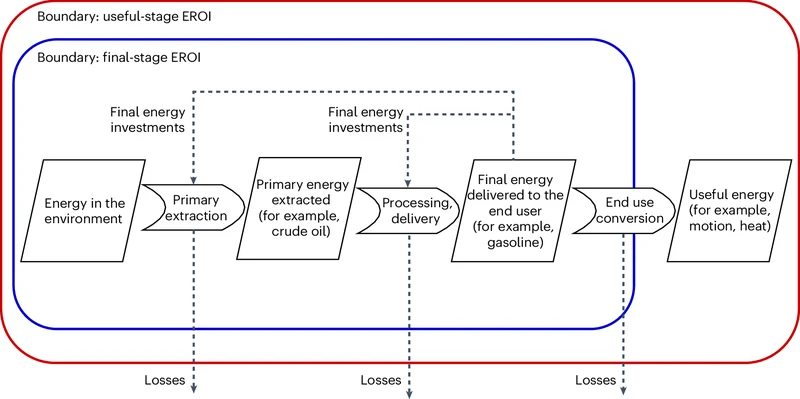 Boundary: useful-stage EROI
Boundary: final-stage EROI
Final energy
investments
Final energy
investments
Energy in the
environment
Primary
extraction
Primary energy
extracted
(for example,
crude oil)
Processing,
delivery
Final energy
delivered to the
end user
(for example,
gasoline)
End use
conversion
Useful energy
(for example,
motion, heat)
Losses
Losses
Losses